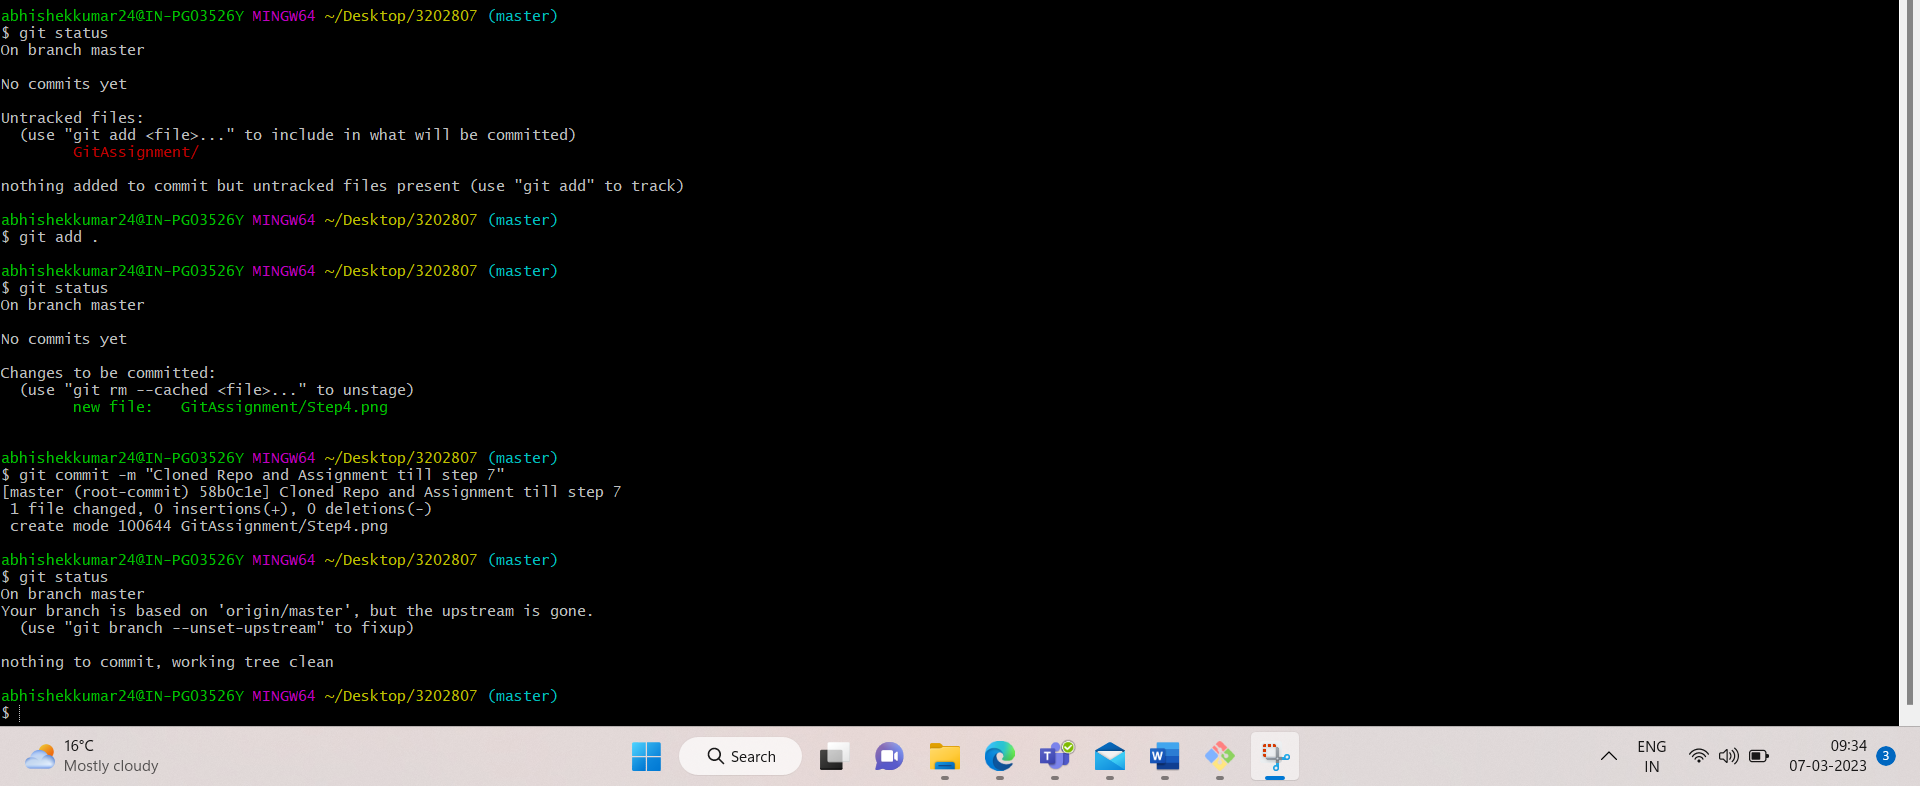 abhishekkumar24@IN-PG03526Y MINGW64 ~/Desktop/3202807 (master)
$ git status
On branch master
No commits yet
Untracked files:
  (use "git add <file>..." to include in what will be committed)
        GitAssignment/
nothing added to commit but untracked files present (use "git add" to track)
abhishekkumar24@IN-PG03526Y MINGW64 ~/Desktop/3202807 (master)
$ git add .
abhishekkumar24@IN-PG03526Y MINGW64 ~/Desktop/3202807 (master)
$ git status
On branch master
No commits yet
Changes to be committed:
  (use "git rm --cached <file>..." to unstage)
        new file:   GitAssignment/Step4.png
abhishekkumar24@IN-PG03526Y MINGW64 ~/Desktop/3202807 (master)
$ git commit -m "Cloned Repo and Assignment till step 7"
[master (root-commit) 58b0c1e] Cloned Repo and Assignment till step 7
 1 file changed, 0 insertions(+), 0 deletions(-)
 create mode 100644 GitAssignment/Step4.png
abhishekkumar24@IN-PG03526Y MINGW64 ~/Desktop/3202807 (master)
$ git status
On branch master
Your branch is based on 'origin/master', but the upstream is gone.
  (use "git branch --unset-upstream" to fixup)
nothing to commit, working tree clean
abhishekkumar24@IN-PG03526Y MINGW64 ~/Desktop/3202807 (master)
$
16°C
Mostly cloudy
Search
T
W
ENG
IN
09:34
07-03-2023
3